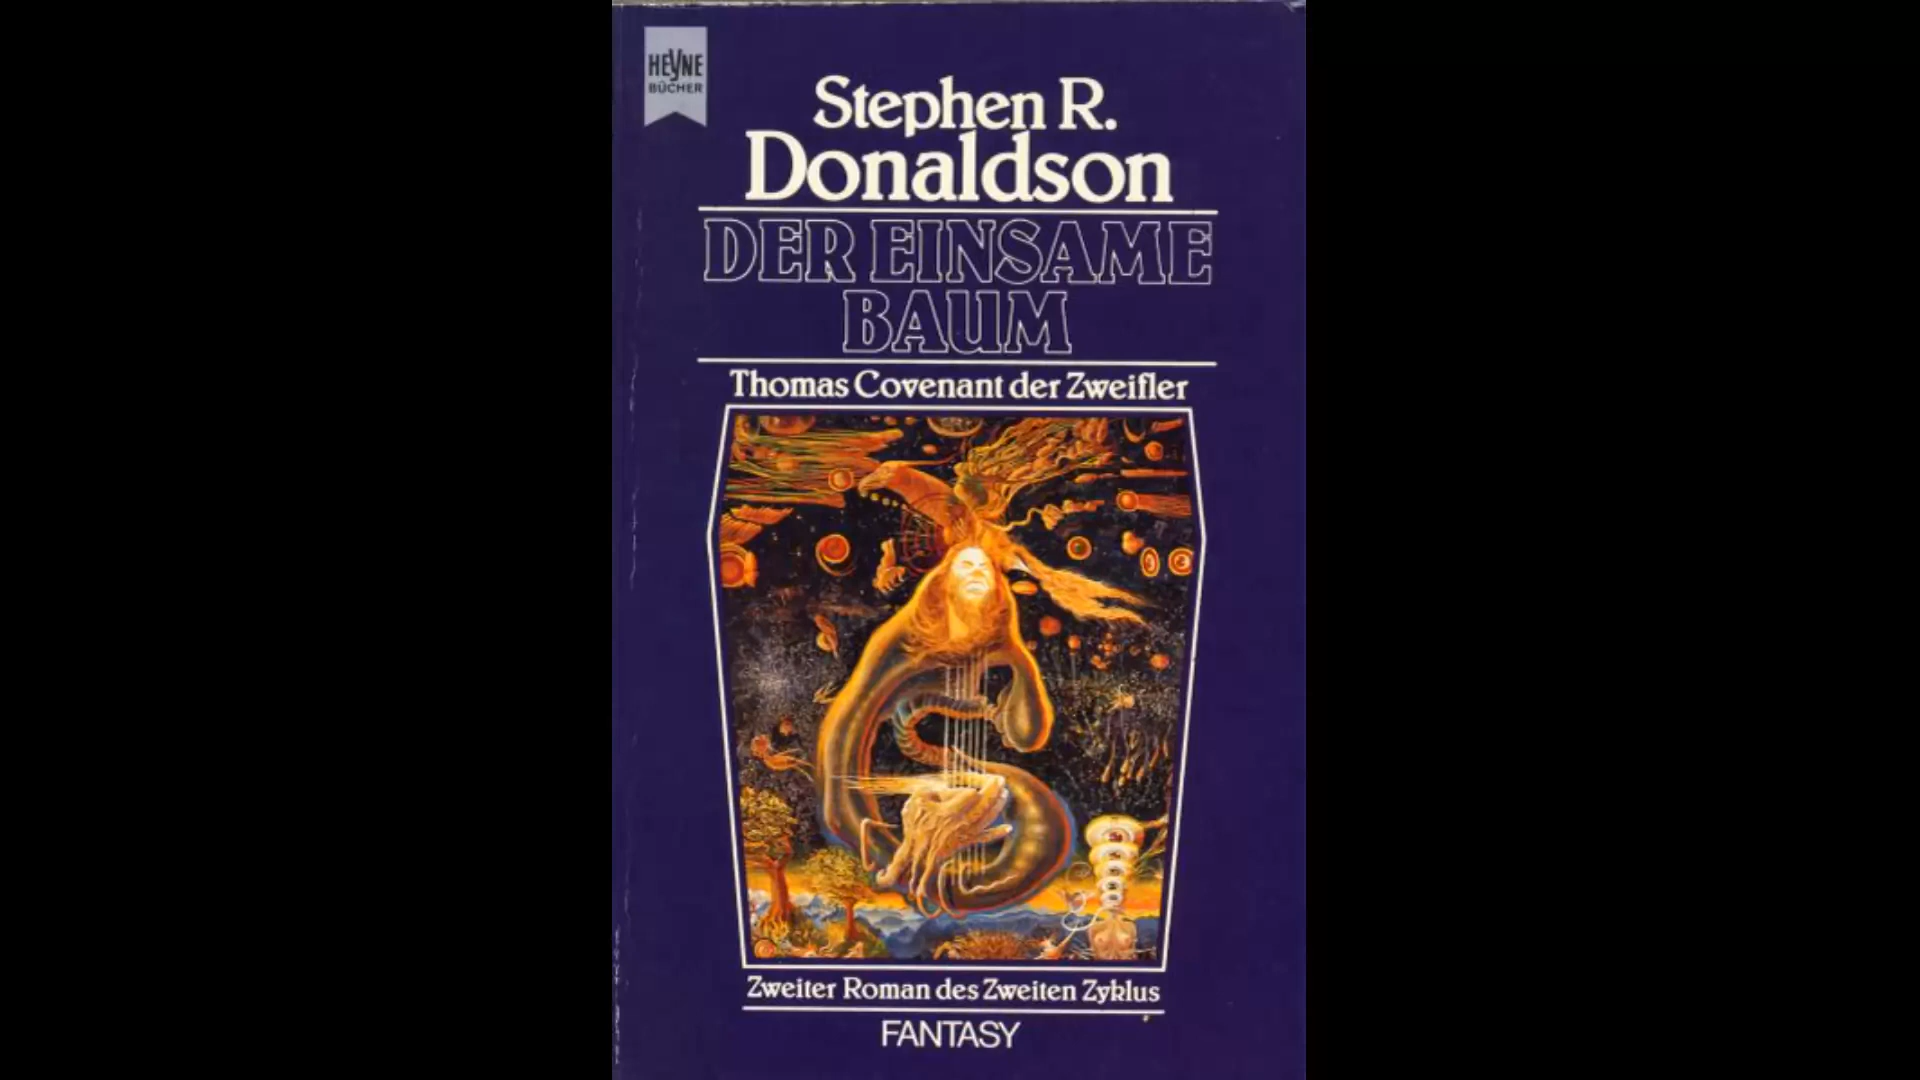 HEYNE
BÜCHER
Stephen R.
Donaldson
DER EINSAME
BAUM
Thomas Covenant der Zweifler
Zweiter Roman des Zweiten Zyklus
FANTASY